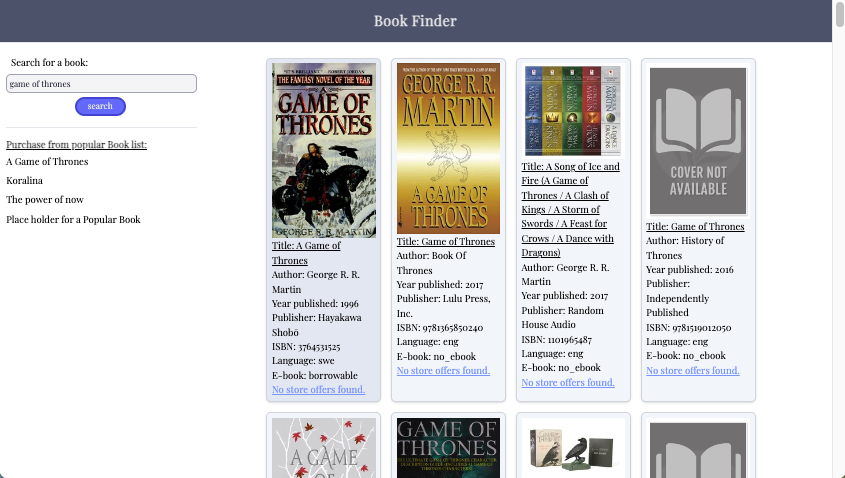 Book Finder
Search for a book:
game of thrones
search
Purchase from popular Book list:
A Game of Thrones
Koralina
The power of now
Place holder for a Popular Book
"IT'S BRILLIANT." ROBERT JORDAN
THE FANTASY NOVEL OF THE YEAR
A
GAME OF
THRONES
GEORGE R. R. MARTIN
Title: A Game of
Thrones
Author: George R. R.
Martin
Year published: 1996
Publisher: Hayakawa
Shobō
ISBN: 3764531525
Language: swe
E-book: borrowable
No store offers found.
GEORGE R. R.
MARTIN
A GAME OF
THRONES
Title: Game of Thrones
Author: Book Of
Thrones
Year published: 2017
Publisher: Lulu Press,
Inc.
ISBN: 9781365850240
Language: eng
E-book: no_ebook
No store offers found.
Title: A Song of Ice and
Fire (A Game of
Thrones / A Clash of
Kings / A Storm of
Swords / A Feast for
Crows / A Dance with
Dragons)
Author: George R. R.
Martin
Year published: 2017
Publisher: Random
House Audio
ISBN: 1101965487
Language: eng
E-book: no_ebook
No store offers found.
COVER NOT
AVAILABLE
Title: Game of Thrones
Author: History of
Thrones
Year published: 2016
Publisher:
Independently
Published
ISBN: 9781519012050
Language: eng
E-book: no_ebook
No store offers found.
A GAME
OF
GAME OF
THRONES